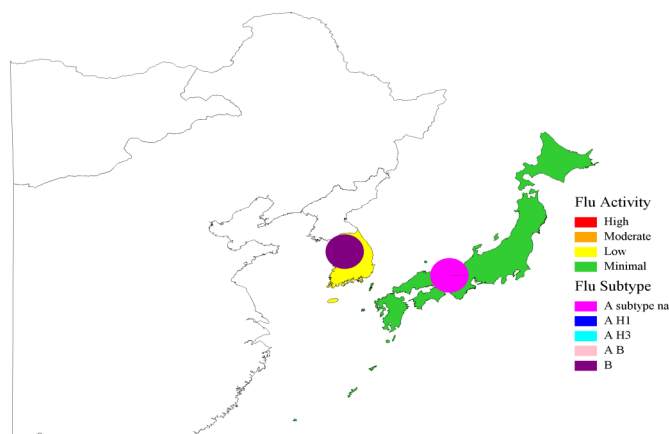 Flu Activity
High
Moderate
Low
Minimal
Flu Subtype
A subtype na
A H1
A H3
A B
B